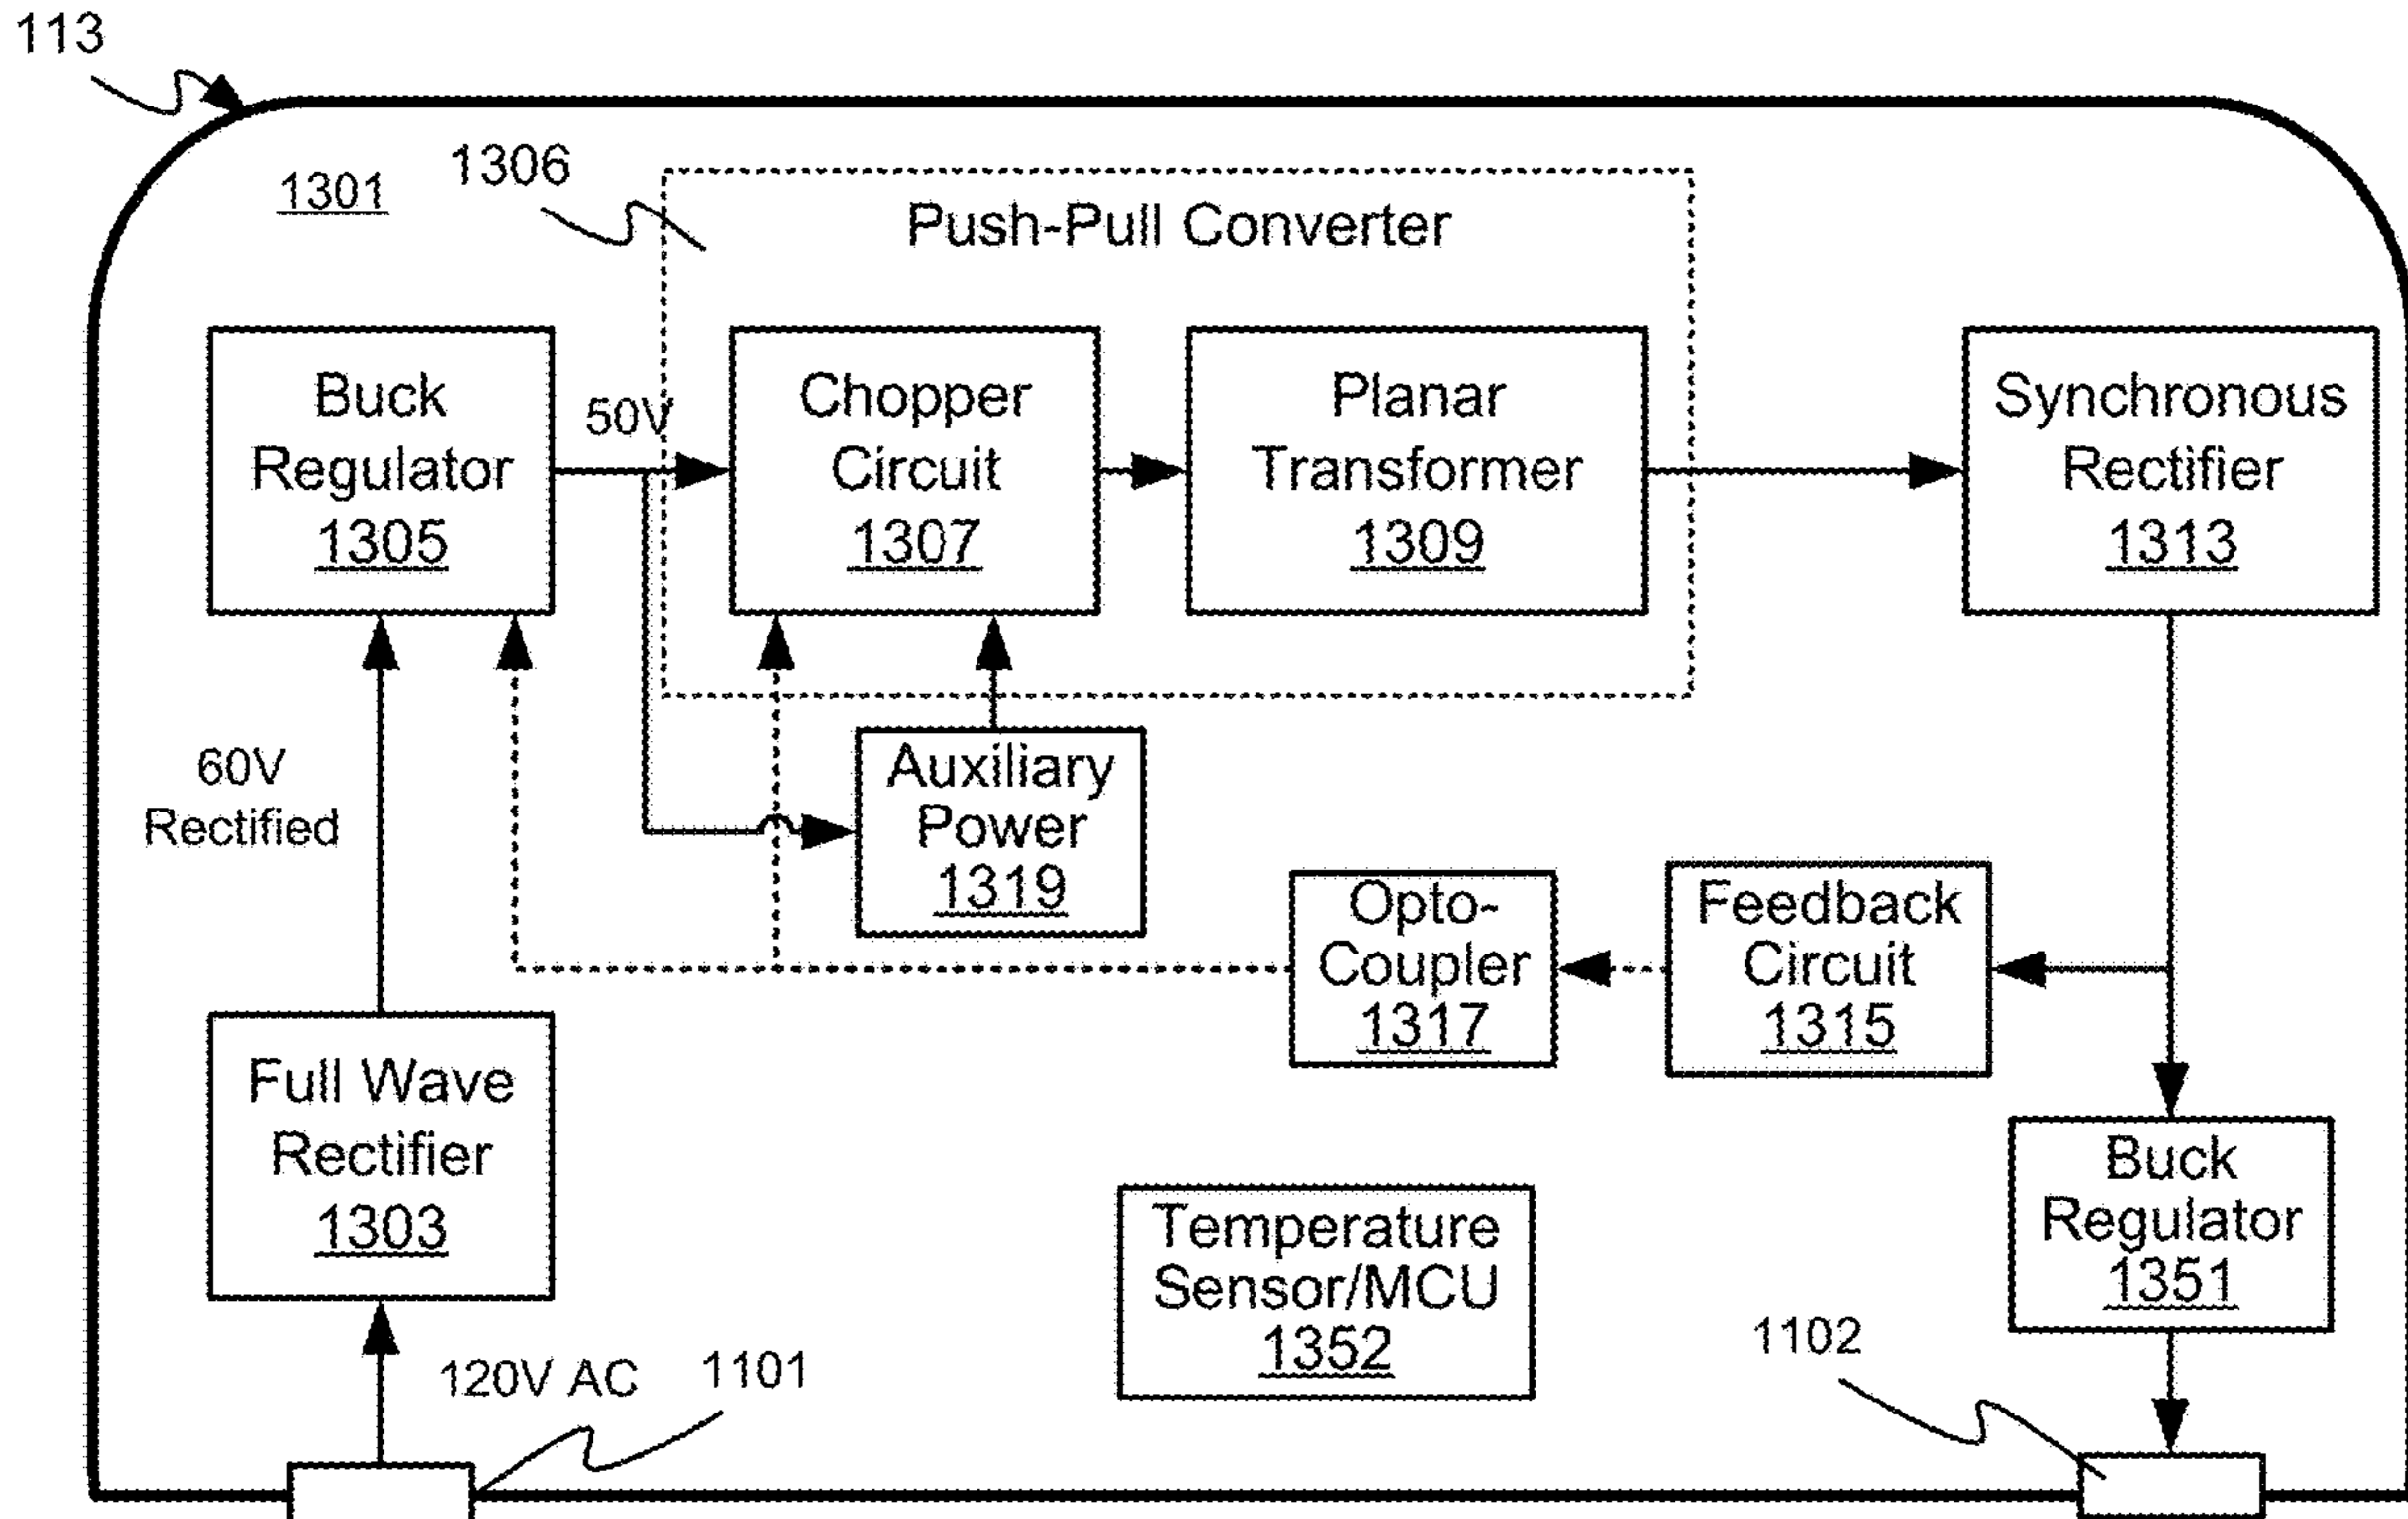 113
1301
1306
Push-Pull Converter
Buck
Regulator
1305
50V
Chopper
Circuit
1307
Planar
Transformer
1309
Synchronous
Rectifier
1313
60V
Rectified
Auxiliary
Power
1319
Opto-
Coupler
1317
Feedback
Circuit
1315
Full Wave
Rectifier
1303
Temperature
Sensor/MCU
1352
Buck
Regulator
1351
120V AC
1101
1102